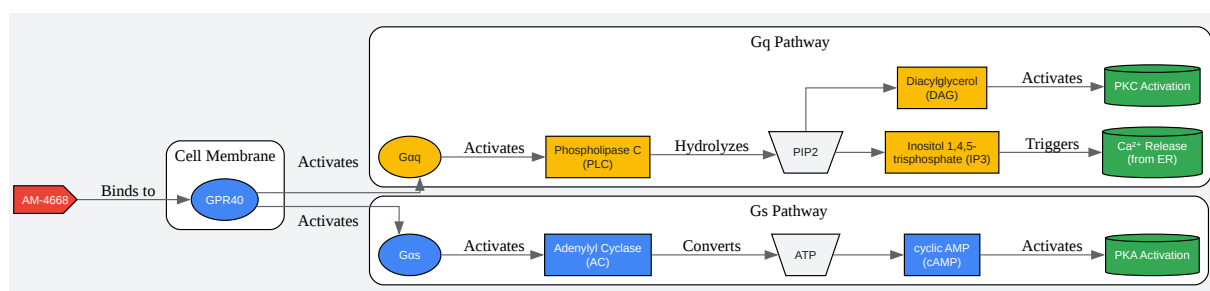 Gq Pathway
Diacylglycerol
(DAG)
Activates
PKC Activation
Cell Membrane
Activates
Gαq
Activates
Phospholipase C
(PLC)
Hydrolyzes
PIP2
Inositol 1,4,5-
trisphosphate (IP3)
Triggers
Ca²⁺ Release
(from ER)
AM-4668
Binds to
GPR40
Activates
Gs Pathway
Gαs
Activates
Adenylyl Cyclase
(AC)
Converts
ATP
cyclic AMP
(cAMP)
Activates
PKA Activation